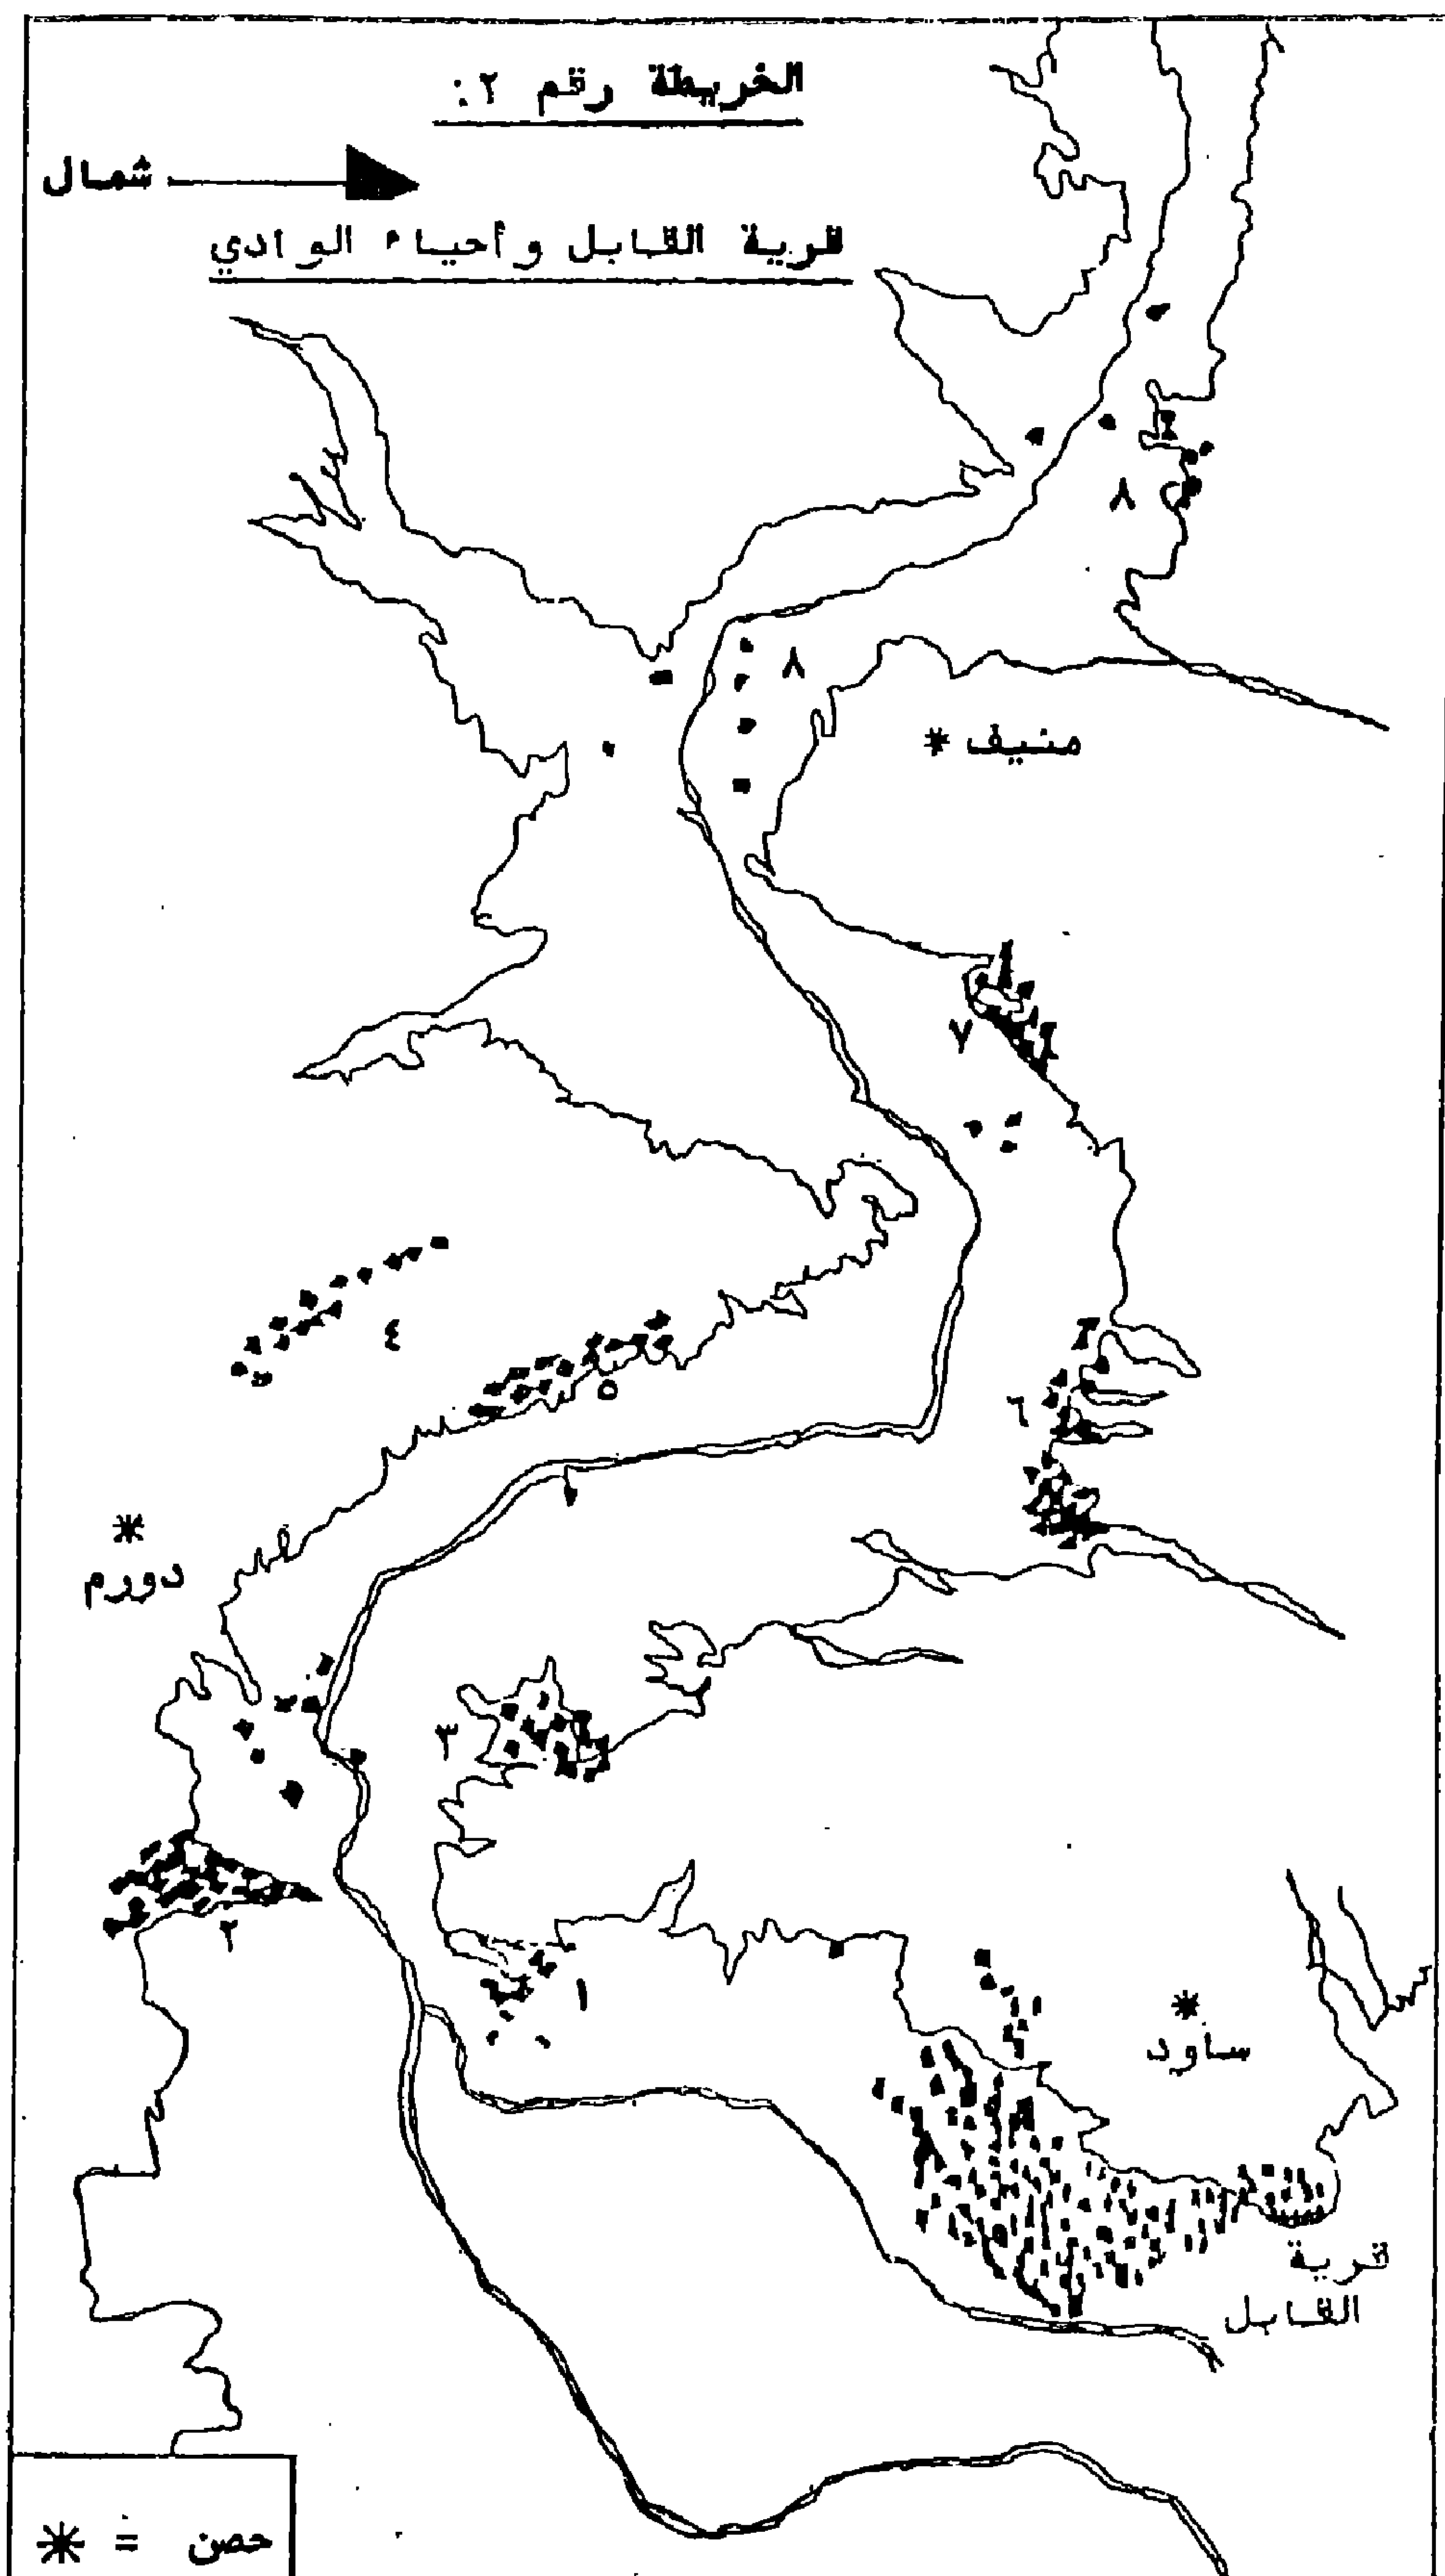 الخريطة رقم ٢:
شمال
قرية القابل وأحياء الوادي
٨
٨
منيف *
٧
٤
٥
٦
*
دورم
٣
٢
١
*
ساود
قرية
القابل
حصن = *